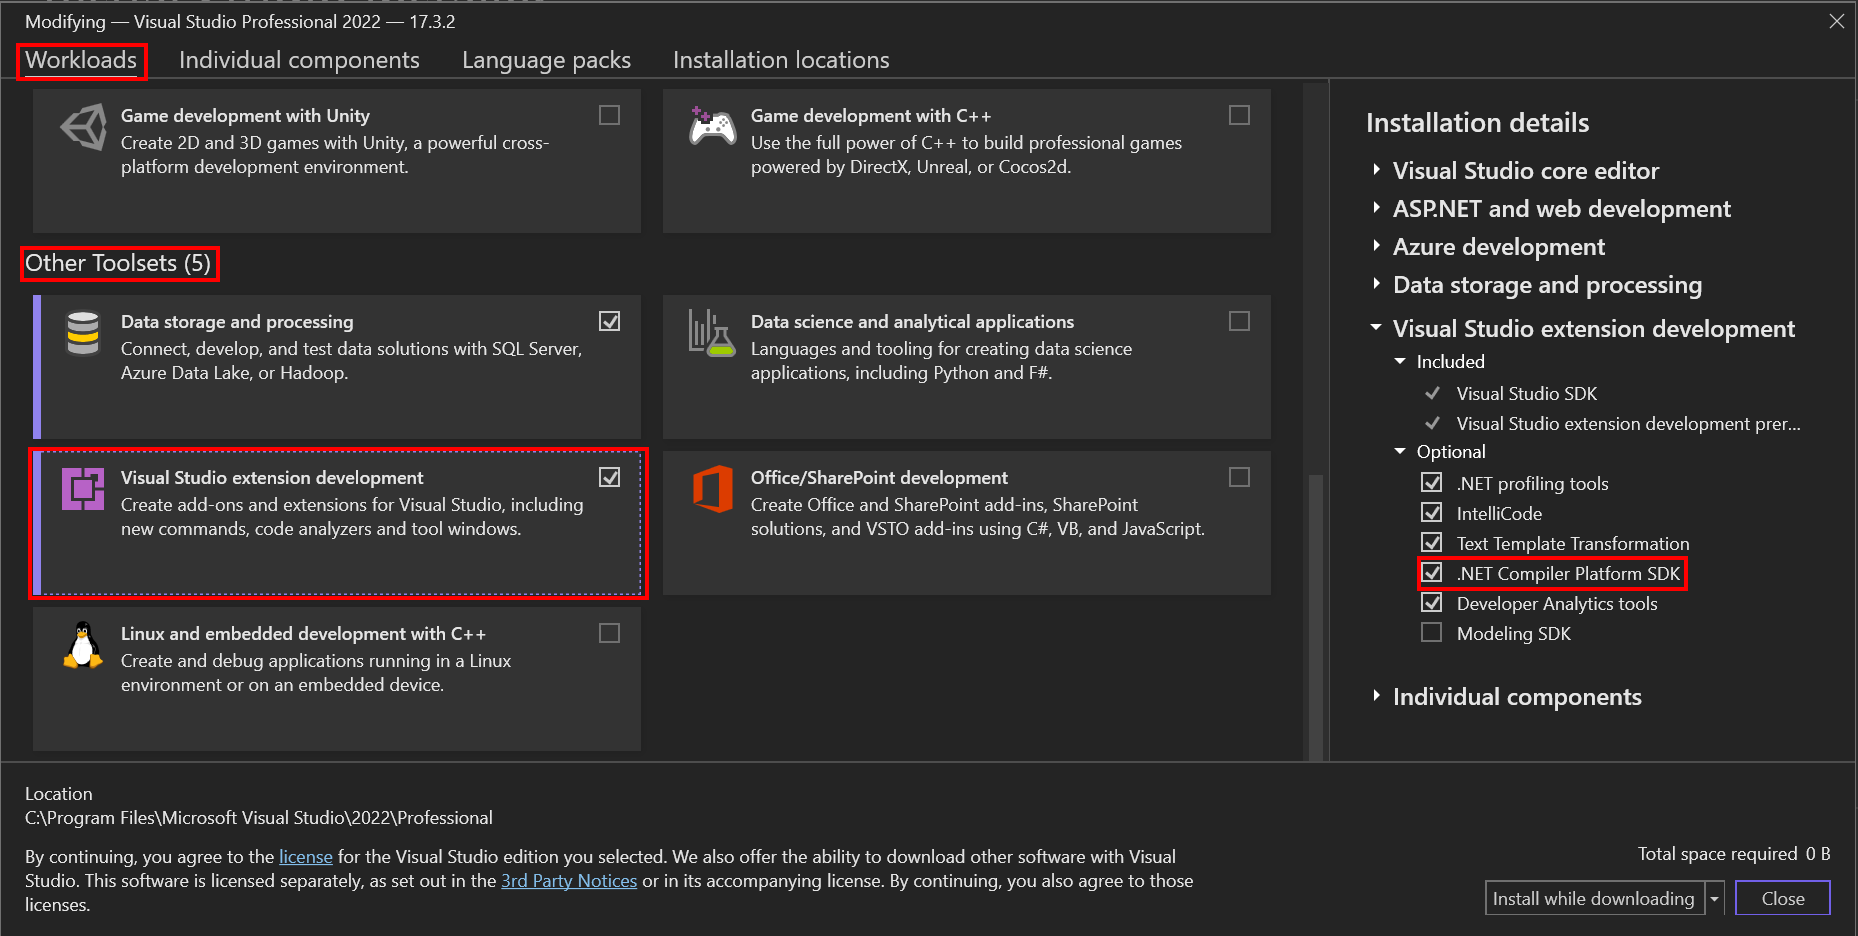 Modifying — Visual Studio Professional 2022 — 17.3.2
Workloads
Individual components
Language packs
Installation locations
Game development with Unity
Create 2D and 3D games with Unity, a powerful cross-
platform development environment.
Game development with C++
Use the full power of C++ to build professional games
powered by DirectX, Unreal, or Cocos2d.
Other Toolsets (5)
Data storage and processing
Connect, develop, and test data solutions with SQL Server,
Azure Data Lake, or Hadoop.
Data science and analytical applications
Languages and tooling for creating data science
applications, including Python and F#.
Visual Studio extension development
Create add-ons and extensions for Visual Studio, including
new commands, code analyzers and tool windows.
Office/SharePoint development
Create Office and SharePoint add-ins, SharePoint
solutions, and VSTO add-ins using C#, VB, and JavaScript.
Linux and embedded development with C++
Create and debug applications running in a Linux
environment or on an embedded device.
Installation details
Visual Studio core editor
ASP.NET and web development
Azure development
Data storage and processing
Visual Studio extension development
Included
Visual Studio SDK
Visual Studio extension development prer...
Optional
.NET profiling tools
IntelliCode
Text Template Transformation
.NET Compiler Platform SDK
Developer Analytics tools
Modeling SDK
Individual components
Location
C:\Program Files\Microsoft Visual Studio\2022\Professional
By continuing, you agree to the license for the Visual Studio edition you selected. We also offer the ability to download other software with Visual
Studio. This software is licensed separately, as set out in the 3rd Party Notices or in its accompanying license. By continuing, you also agree to those
licenses.
Total space required 0 B
Install while downloading
Close